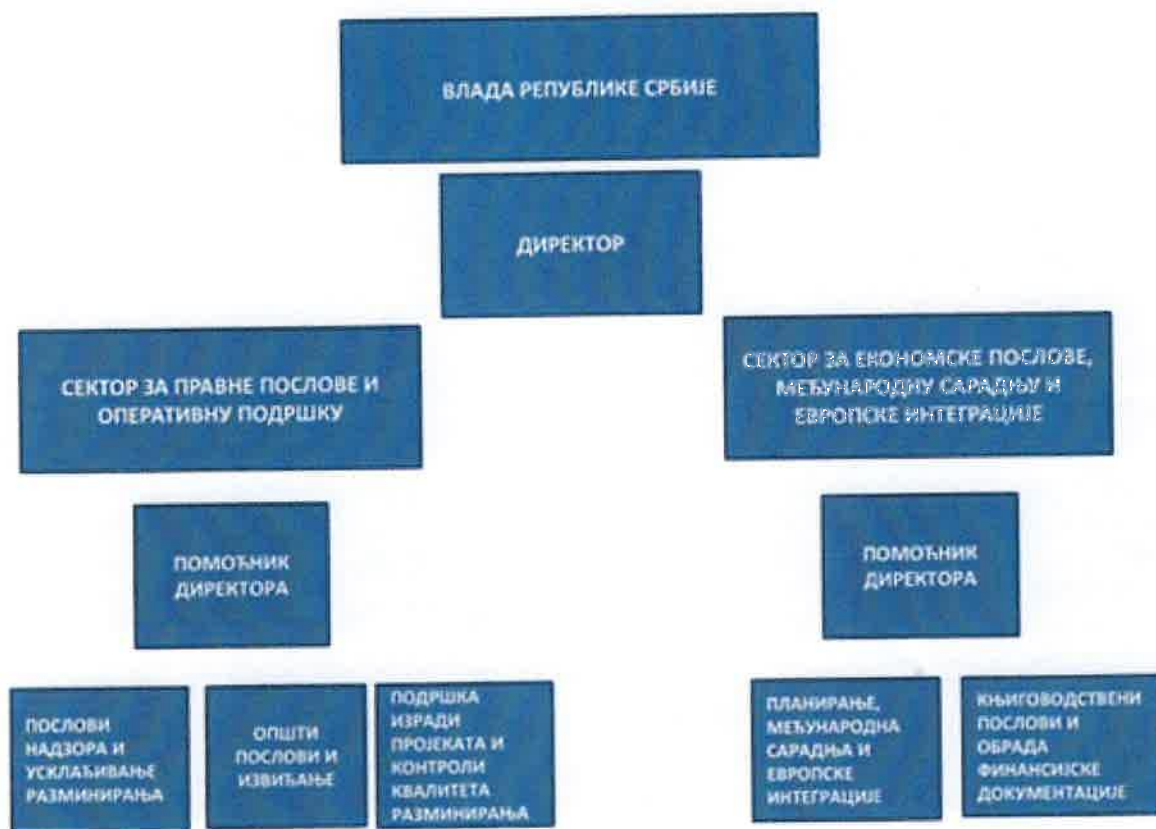 ВЛАДА РЕПУБЛИКЕ СРБИЈЕ
ДИРЕКТОР
СЕКТОР ЗА ПРАВНЕ ПОСЛОВЕ И
ОПЕРАТИВНУ ПОДРШКУ
СЕКТОР ЗА ЕКОНОМСКЕ ПОСЛОВЕ,
МЕЂУНАРОДНУ САРАДЊУ И
ЕВРОПСКЕ ИНТЕГРАЦИЈЕ
ПОМОЋНИК
ДИРЕКТОРА
ПОМОЋНИК
ДИРЕКТОРА
ПОСЛОВИ
НАДЗОРА И
УСКЛАЂИВАЊЕ
РАЗМИНИРАЊА
ОПШТИ
ПОСЛОВИ И
ИЗВИЂАЊЕ
ПОДРШКА
ИЗРАДИ
ПРОЈЕКАТА И
КОНТРОЛИ
КВАЛИТЕТА
РАЗМИНИРАЊА
ПЛАНИРАЊЕ,
МЕЂУНАРОДНА
САРАДЊА И
ЕВРОПСКЕ
ИНТЕГРАЦИЈЕ
КЊИГОВОДСТВЕНИ
ПОСЛОВИ И
ОБРАДА
ФИНАНСИЈСКЕ
ДОКУМЕНТАЦИЈЕ